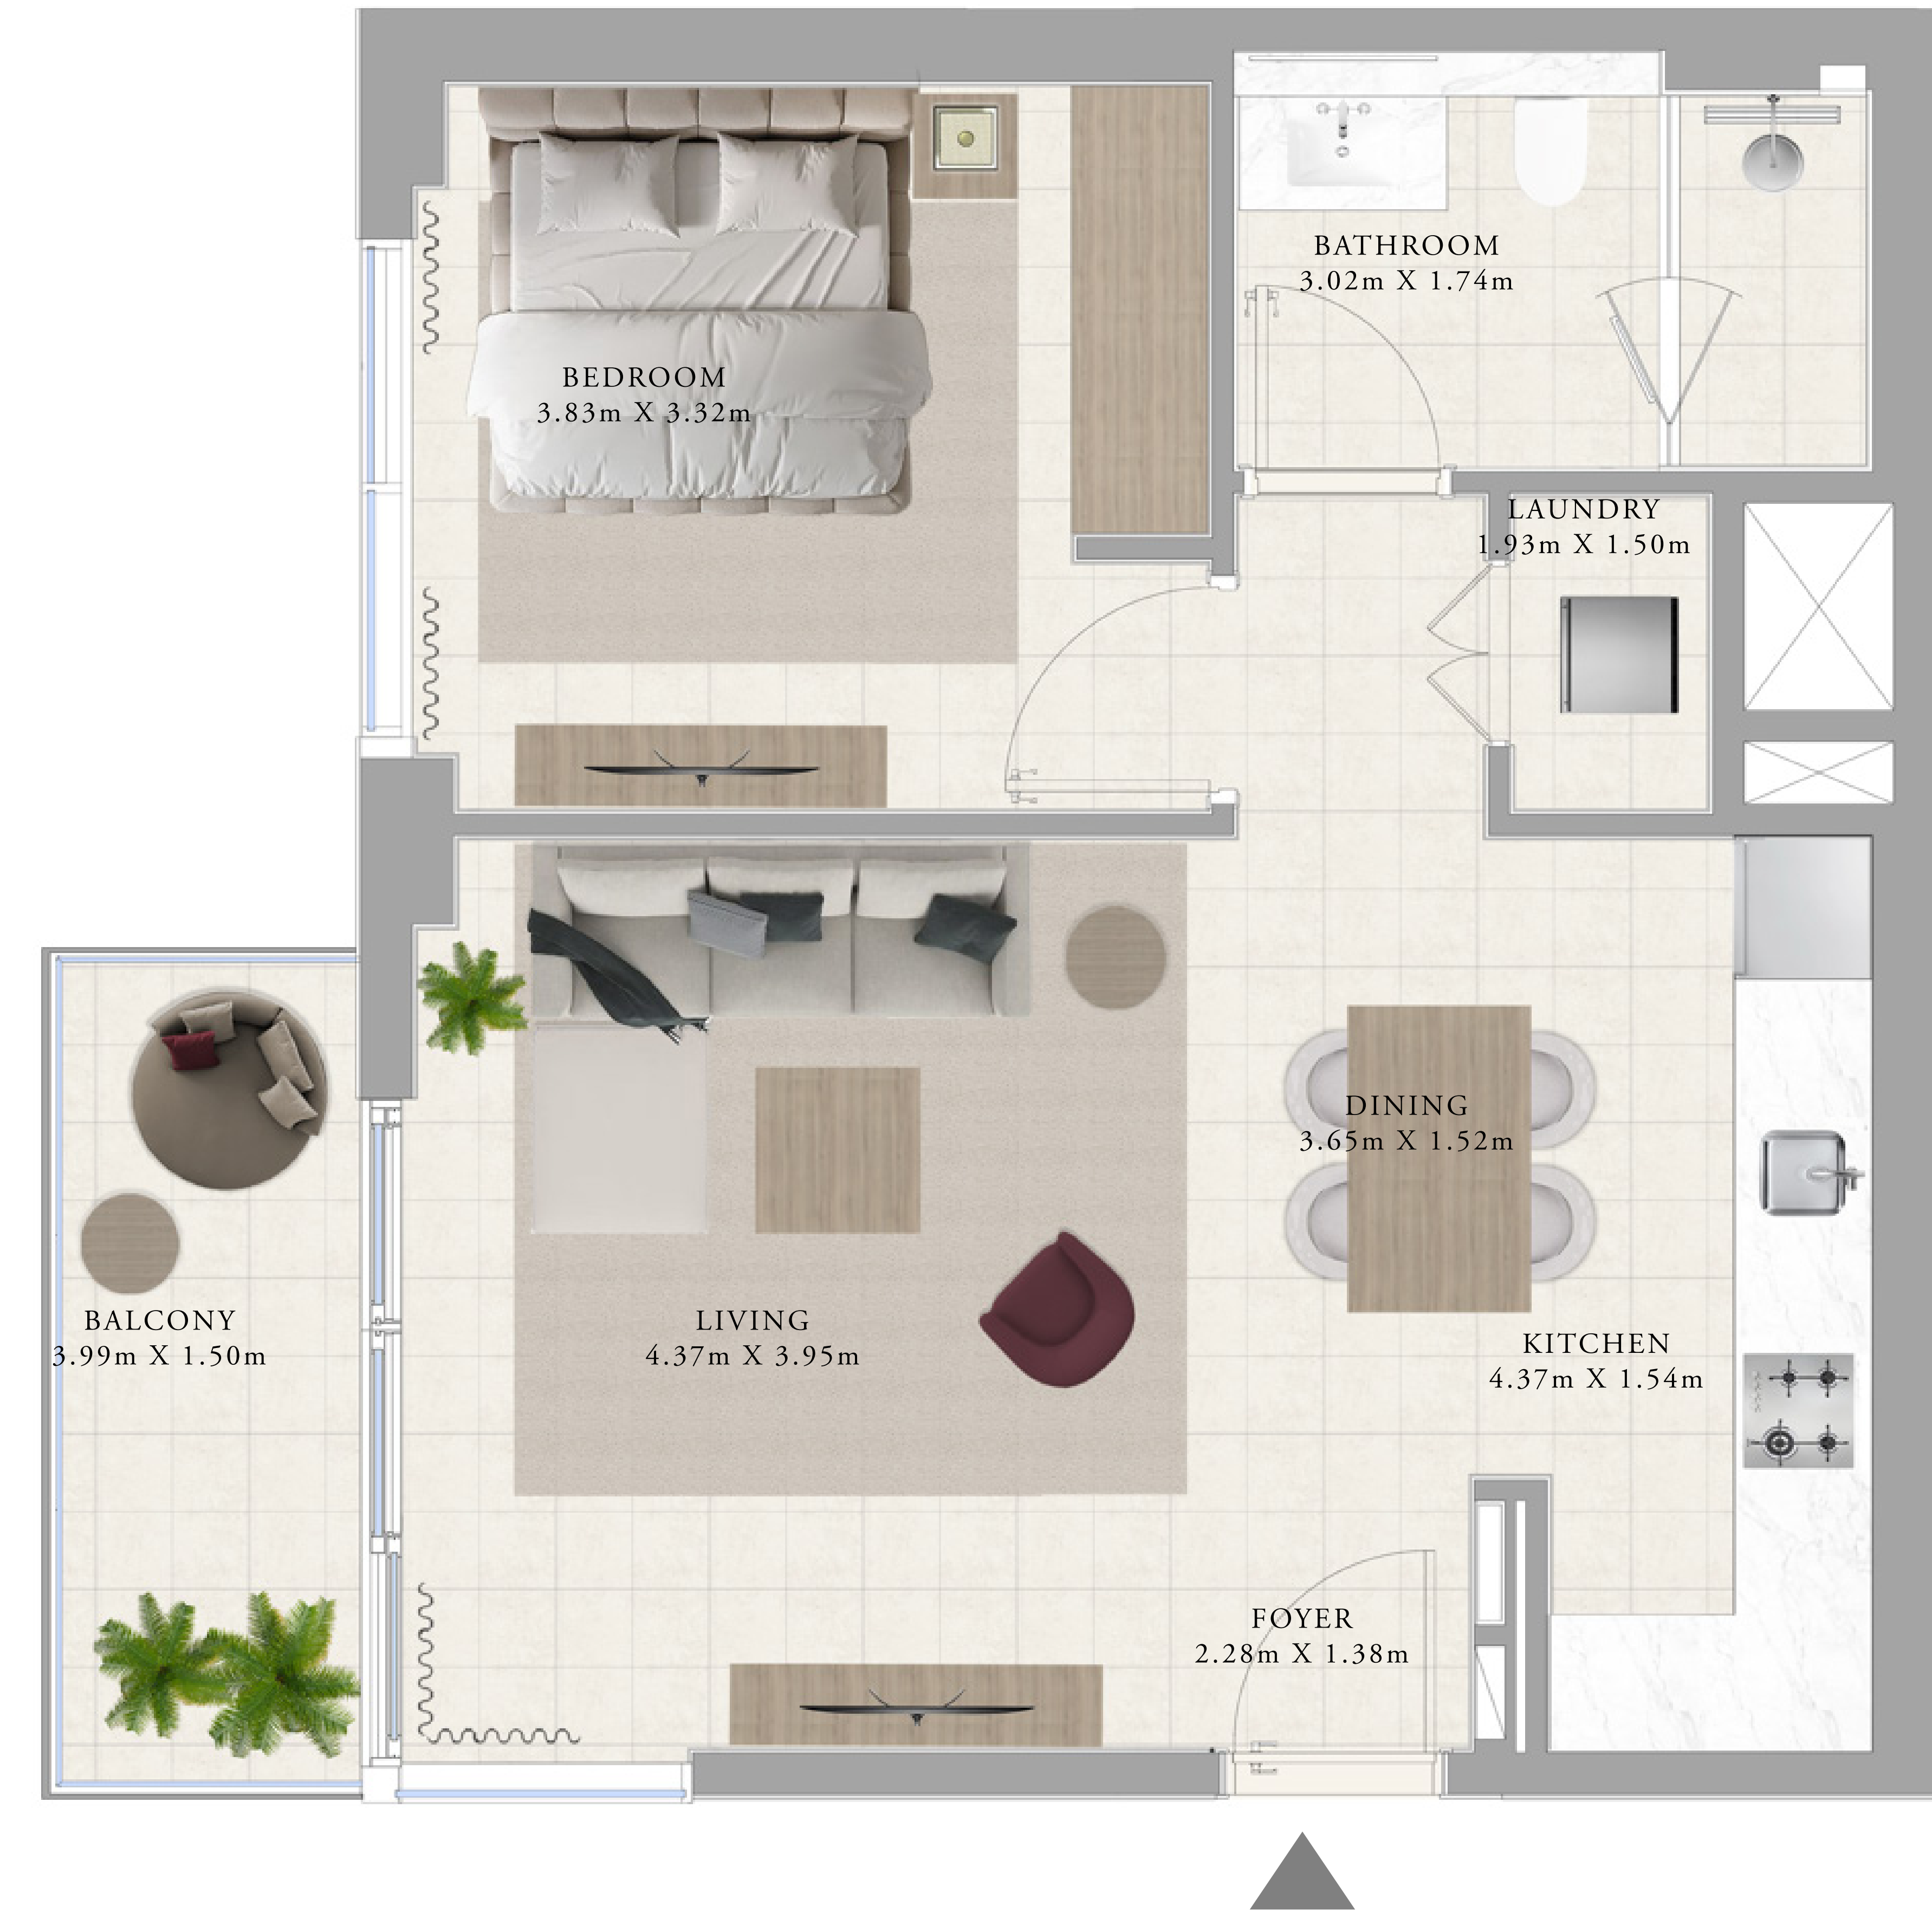 BATHROOM
3.02m X 1.74m
BEDROOM
3.83m X 3.32m
LAUNDRY
1.93m X 1.50m
DINING
3.65m X 1.52m
BALCONY
3.99m X 1.50m
LIVING
4.37m X 3.95m
KITCHEN
4.37m X 1.54m
FOYER
2.28m X 1.38m